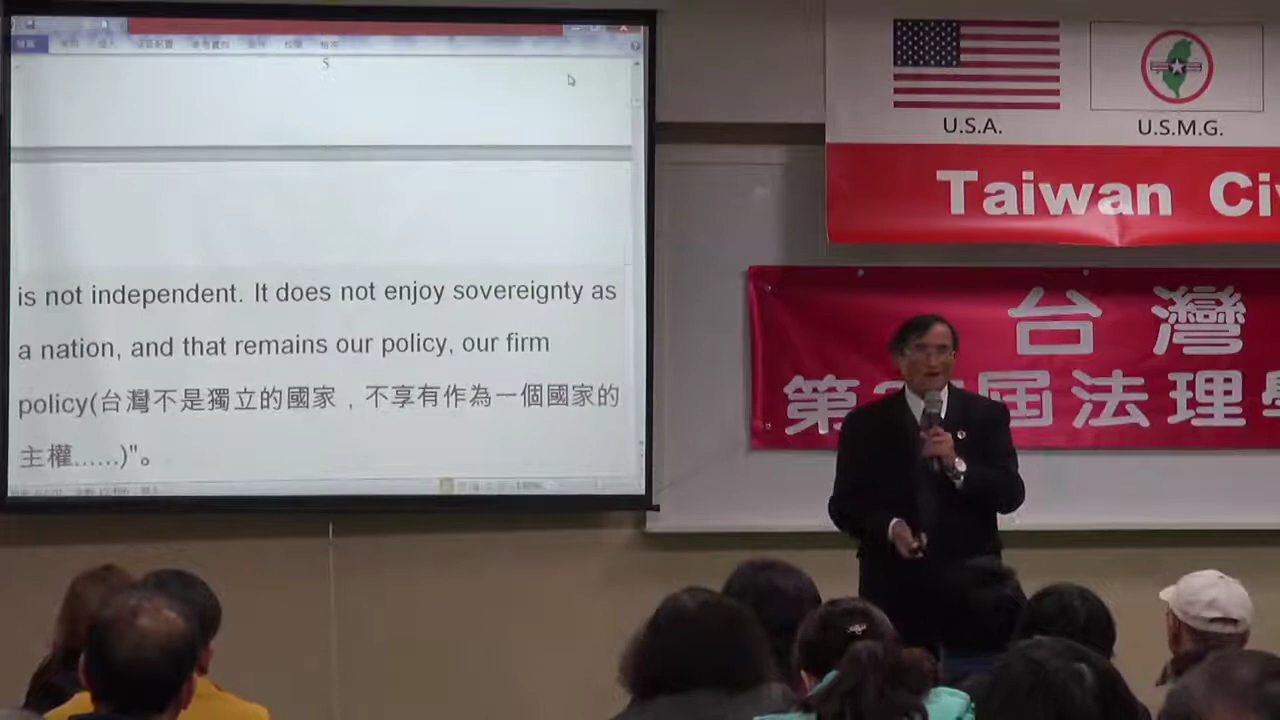 5
is not independent. It does not enjoy sovereignty as
a nation, and that remains our policy, our firm
policy(台灣不是獨立的國家，不享有作為一個國家的
主權......)"。
U.S.A.
U.S.M.G.
Taiwan
台灣
第 屆法理